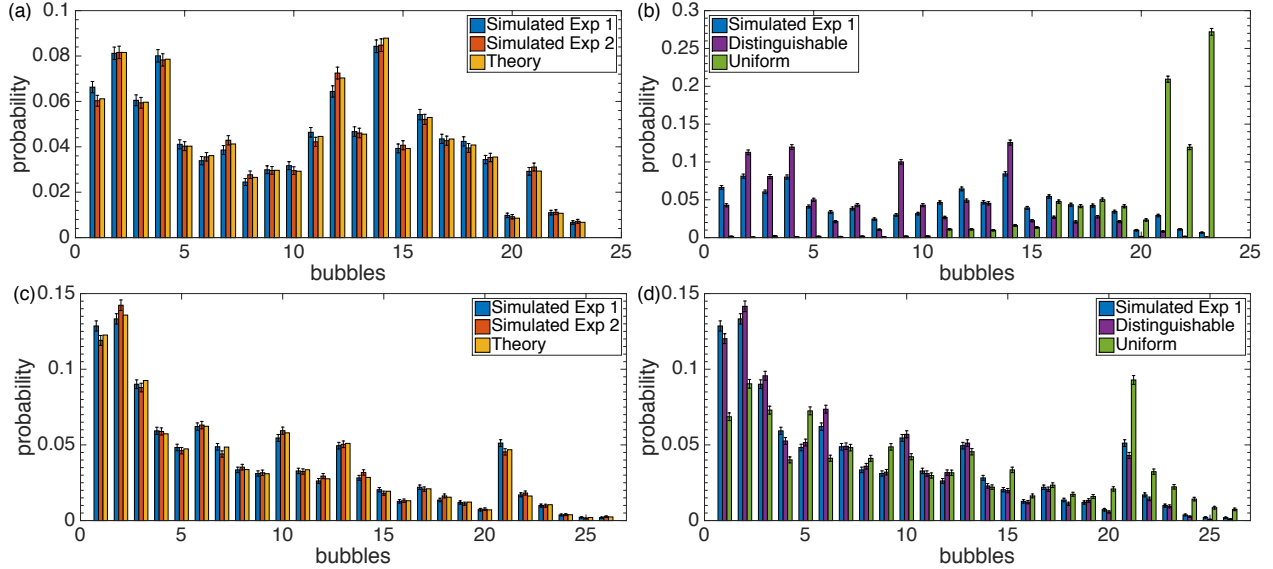 (a)
Simulated Exp 1
Simulated Exp 2
Theory
probability
0.1
0.08
0.06
0.04
0.02
0
0 5 10 15 20 25
bubbles
(b)
Simulated Exp 1
Distinguishable
Uniform
probability
0.3
0.25
0.2
0.15
0.1
0.05
0
0 5 10 15 20 25
bubbles
(c)
Simulated Exp 1
Simulated Exp 2
Theory
probability
0.15
0.1
0.05
0
0 5 10 15 20 25
bubbles
(d)
Simulated Exp 1
Distinguishable
Uniform
probability
0.15
0.1
0.05
0
0 5 10 15 20 25
bubbles